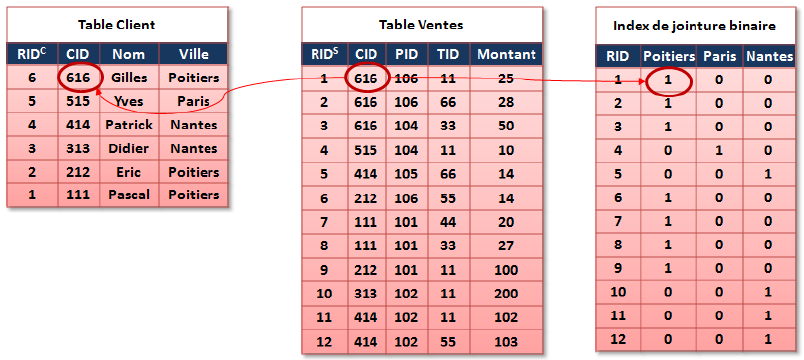 Table Client
RIDC CID Nom Ville
6 616 Gilles Poitiers
5 515 Yves Paris
4 414 Patrick Nantes
3 313 Didier Nantes
2 212 Eric Poitiers
1 111 Pascal Poitiers
Table Ventes
RIDS CID PID TID Montant
1 616 106 11 25
2 616 106 66 28
3 616 104 33 50
4 515 104 11 10
5 414 105 66 14
6 212 106 55 14
7 111 101 44 20
8 111 101 33 27
9 212 101 11 100
10 313 102 11 200
11 414 102 11 102
12 414 102 55 103
Index de jointure binaire
RID Poitiers Paris Nantes
1 1 0 0
2 1 0 0
3 1 0 0
4 0 1 0
5 0 0 1
6 1 0 0
7 1 0 0
8 1 0 0
9 1 0 0
10 0 0 1
11 0 0 1
12 0 0 1